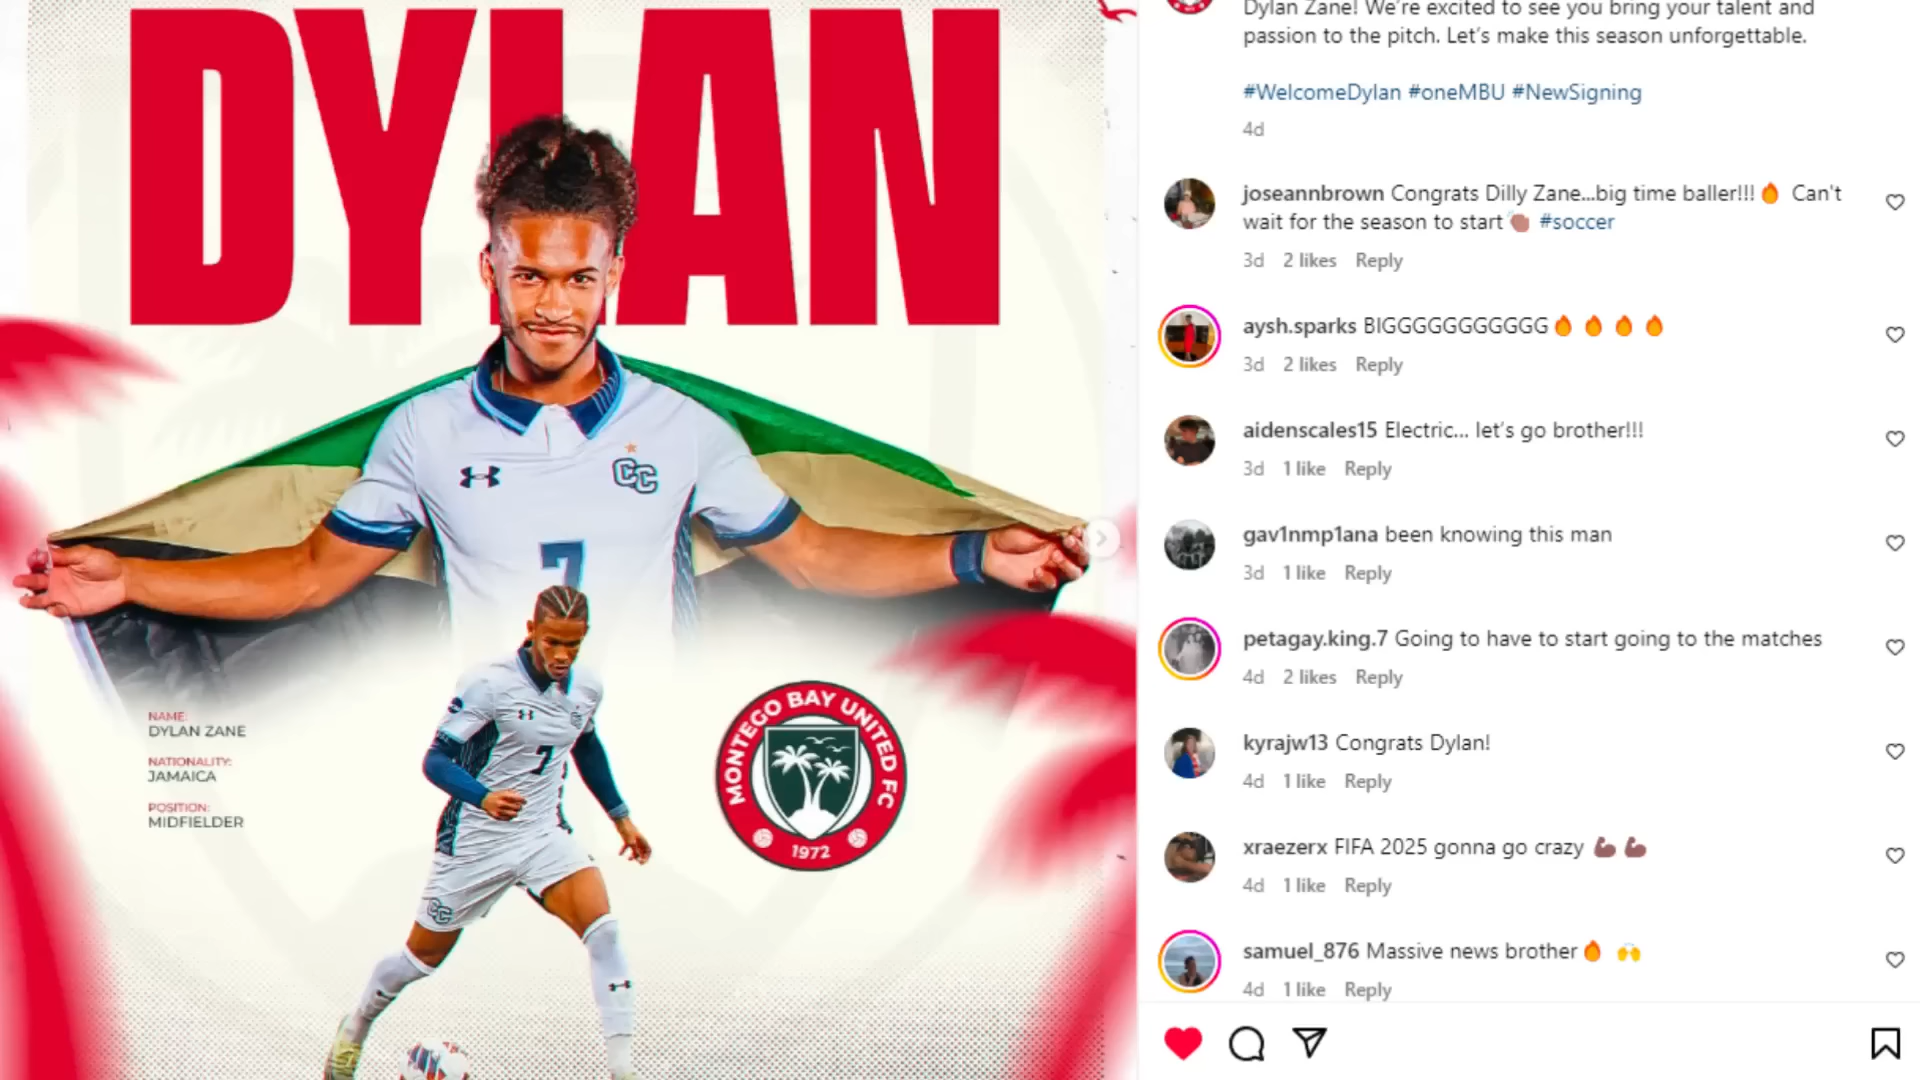 DYLAN
CC
7
NAME:
DYLAN ZANE
NATIONALITY:
JAMAICA
POSITION:
MIDFIELDER
7
CC
MONTEGO BAY UNITED FC
1972
Dylan Zane! We’re excited to see you bring your talent and
passion to the pitch. Let’s make this season unforgettable.
#WelcomeDylan #oneMBU #NewSigning
4d
joseannbrown Congrats Dilly Zane...big time baller!!!🔥 Can't
wait for the season to start👏🏽 #soccer
3d 2 likes Reply
aysh.sparks BIGGGGGGGGGGG🔥🔥🔥🔥
3d 2 likes Reply
aidenscales15 Electric... let’s go brother!!!
3d 1 like Reply
gav1nmp1ana been knowing this man
3d 1 like Reply
petagay.king.7 Going to have to start going to the matches
4d 2 likes Reply
kyrajw13 Congrats Dylan!
4d 1 like Reply
xraezerx FIFA 2025 gonna go crazy 💪🏾💪🏾
4d 1 like Reply
samuel_876 Massive news brother🔥 🙌
4d 1 like Reply